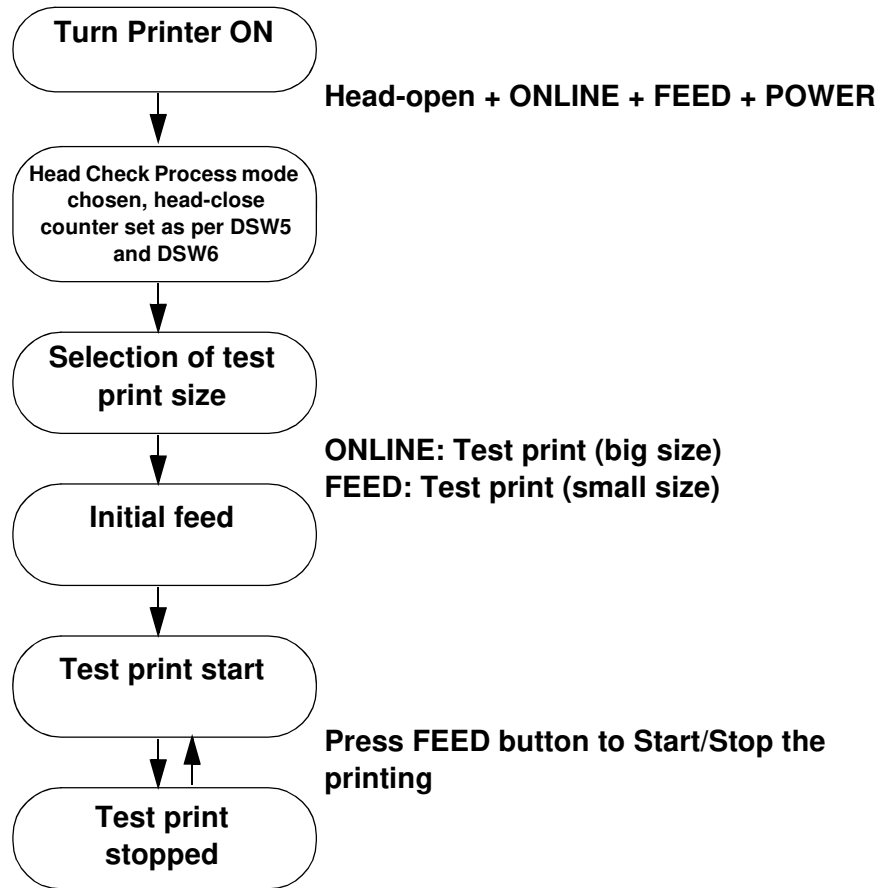 Turn Printer ON
Head-open + ONLINE + FEED + POWER
Head Check Process mode
chosen, head-close
counter set as per DSW5
and DSW6
Selection of test
print size
ONLINE: Test print (big size)
FEED: Test print (small size)
Initial feed
Test print start
Press FEED button to Start/Stop the
printing
Test print
stopped